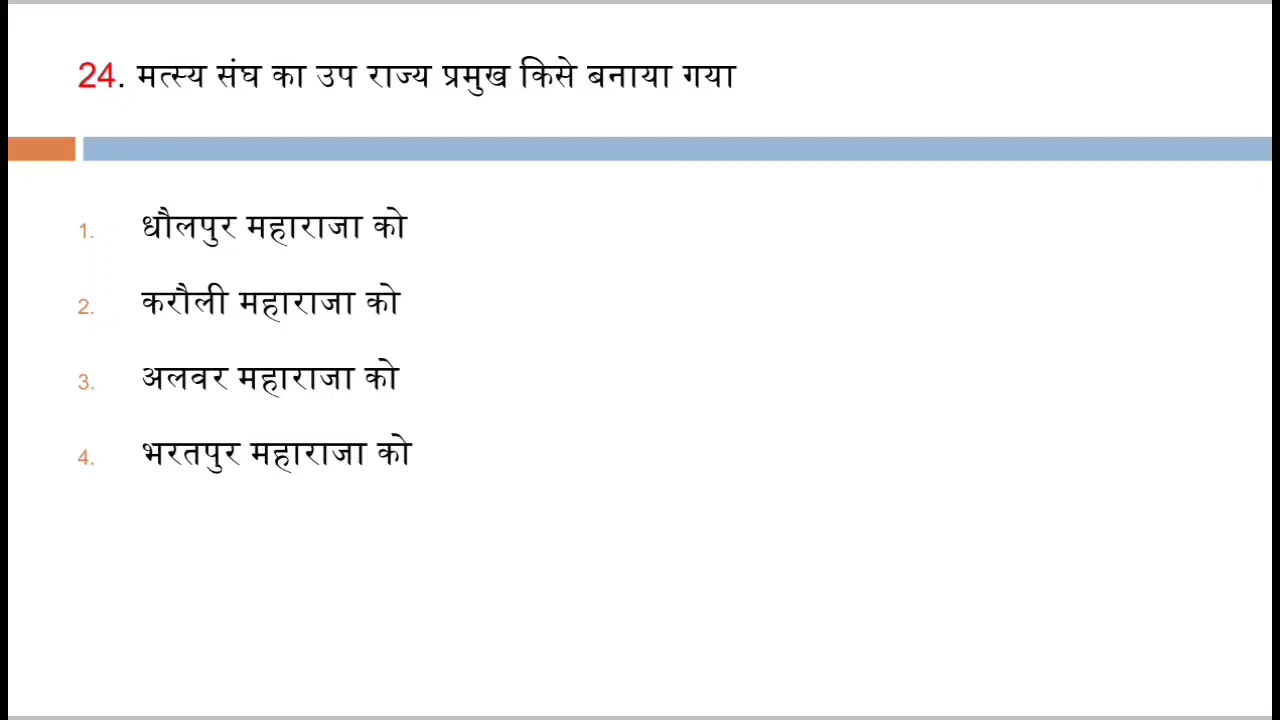 24. मत्स्य संघ का उप राज्य प्रमुख किसे बनाया गया
1. धौलपुर महाराजा को
2. करौली महाराजा को
3. अलवर महाराजा को
4. भरतपुर महाराजा को